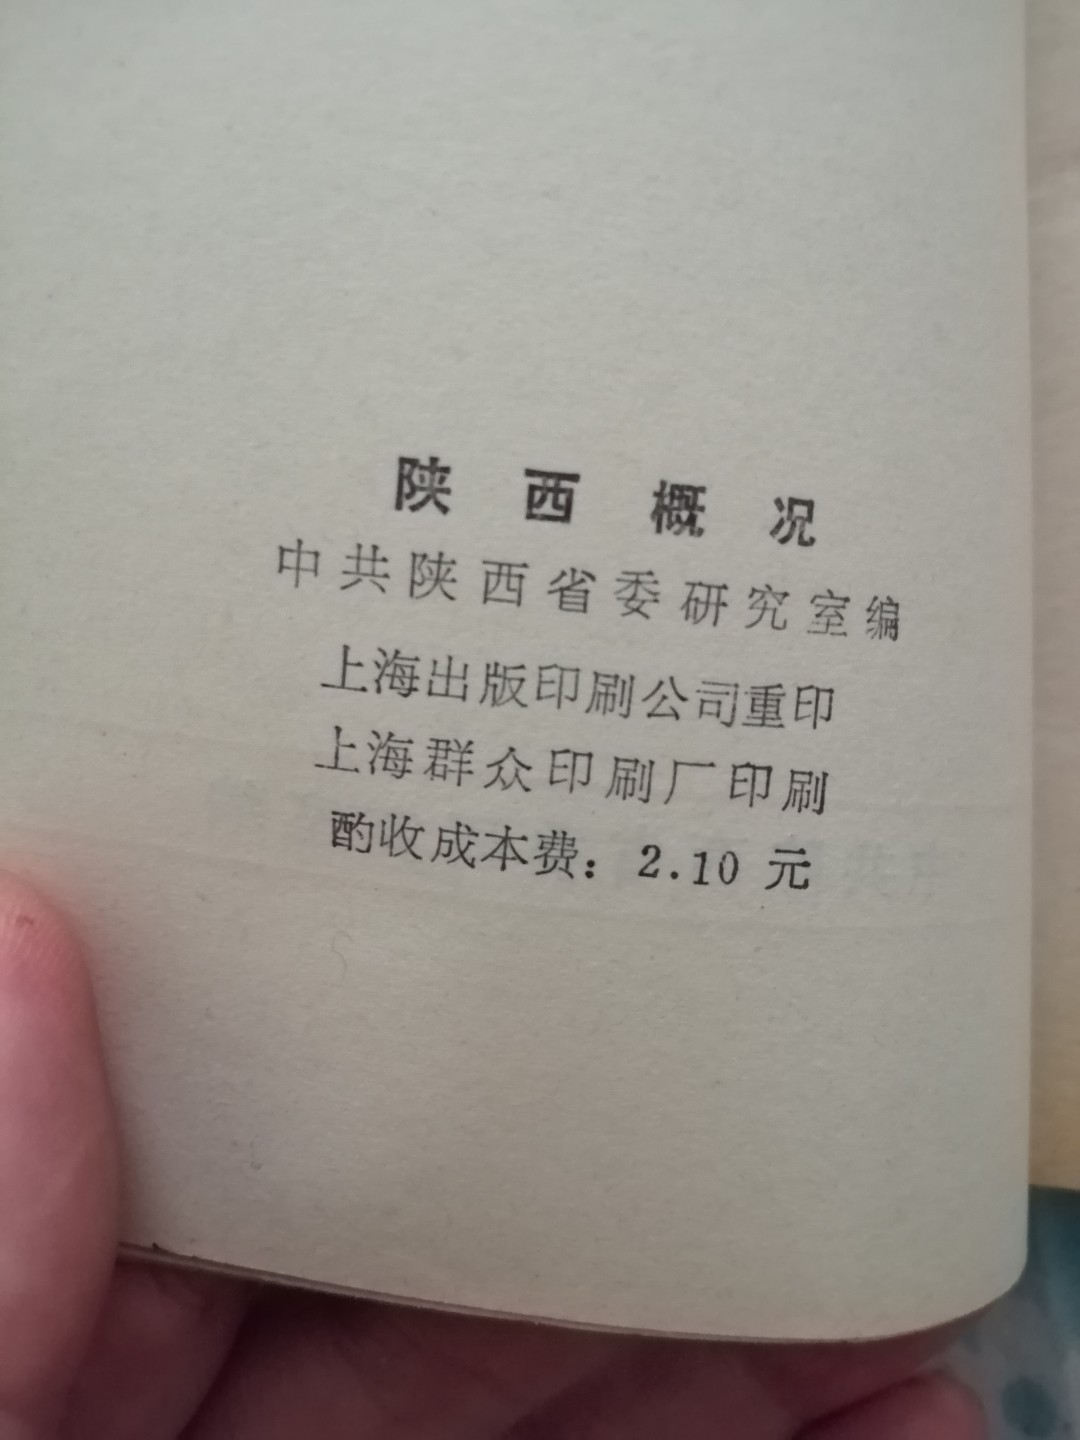 陕西概况
中共陕西省委研究室编
上海出版印刷公司重印
上海群众印刷厂印刷
酌收成本费：2.10 元